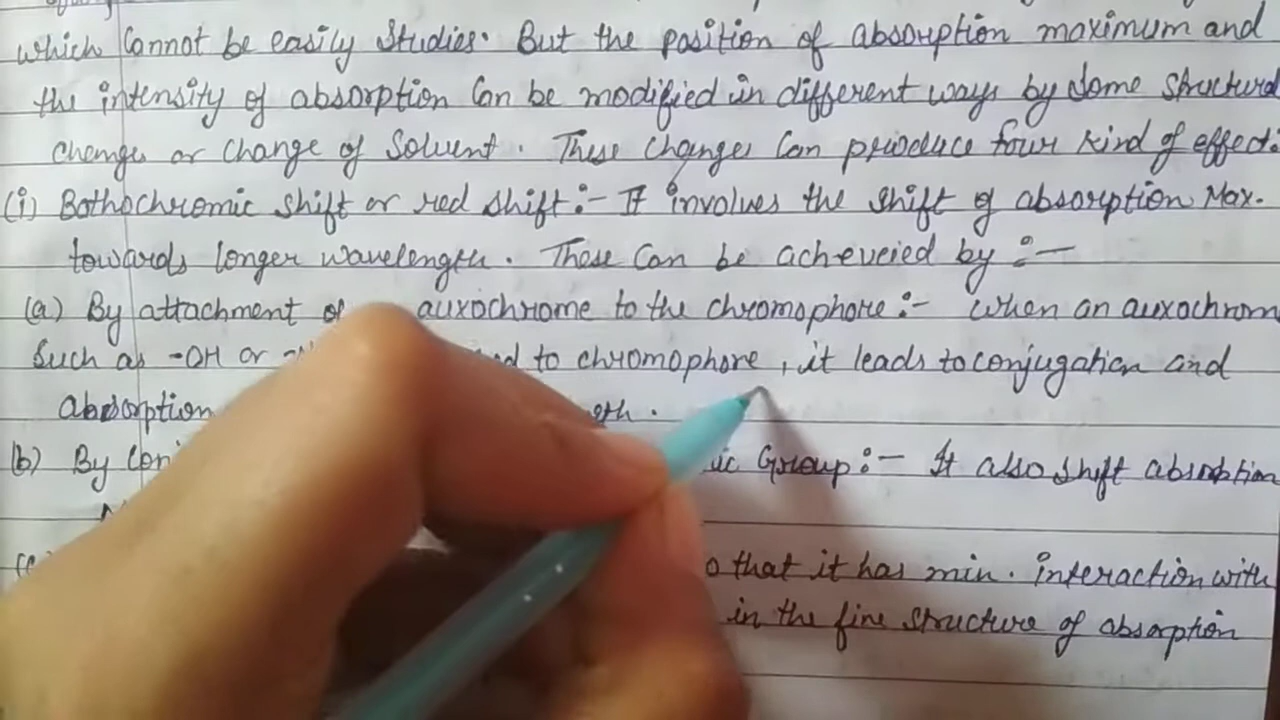 which Cannot be easily Studies. But the position of absorption maximum and
the intensity of absorption Can be modified in different ways by some Structural
changes or Change of Solvent. These changes Can produce four Kind of effect.
(i) Bathochromic shift or red shift :- It involves the shift of absorption Max.
towards longer wavelength. These Can be acheveied by :-
(a) By attachment of auxochrome to the chromophore :- when an auxochrom
Such as -OH or to chromophore, it leads to conjugation and
Absorption
(b) By Group :- It also shift absorbtion
that it has min. interaction with
in the fine structure of absorption